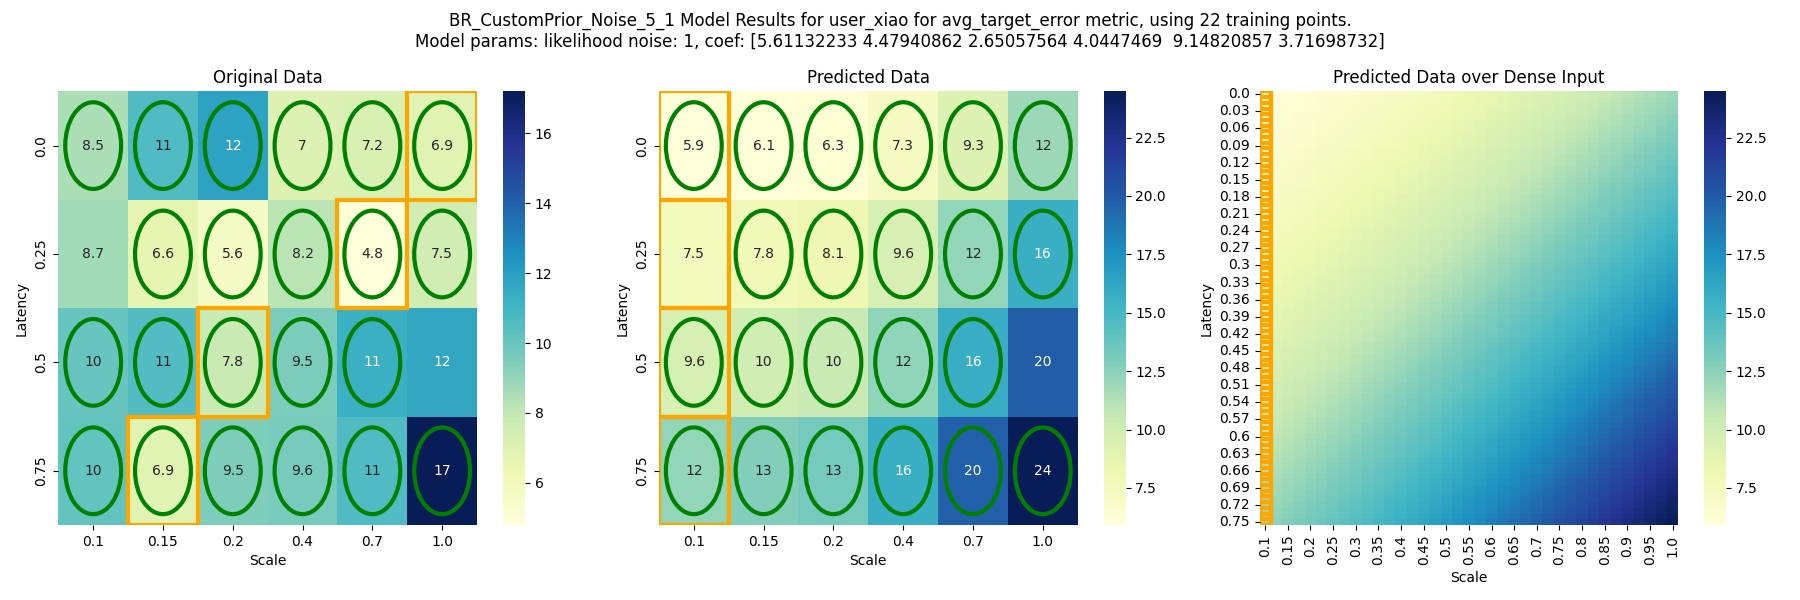 BR_CustomPrior_Noise_5_1 Model Results for user_xiao for avg_target_error metric, using 22 training points.
Model params: likelihood noise: 1, coef: [5.61132233 4.47940862 2.65057564 4.0447469  9.14820857 3.71698732]
Original Data
Latency
0.0 8.5 11 12 7 7.2 6.9
0.25 8.7 6.6 5.6 8.2 4.8 7.5
0.5 10 11 7.8 9.5 11 12
0.75 10 6.9 9.5 9.6 11 17
0.1 0.15 0.2 0.4 0.7 1.0
Scale
16
14
12
10
8
6
Predicted Data
Latency
0.0 5.9 6.1 6.3 7.3 9.3 12
0.25 7.5 7.8 8.1 9.6 12 16
0.5 9.6 10 10 12 16 20
0.75 12 13 13 16 20 24
0.1 0.15 0.2 0.4 0.7 1.0
Scale
22.5
20.0
17.5
15.0
12.5
10.0
7.5
Predicted Data over Dense Input
Latency
0.0
0.03
0.06
0.09
0.12
0.15
0.18
0.21
0.24
0.27
0.3
0.33
0.36
0.39
0.42
0.45
0.48
0.51
0.54
0.57
0.6
0.63
0.66
0.69
0.72
0.75
0.1 0.15 0.2 0.25 0.3 0.35 0.4 0.45 0.5 0.55 0.6 0.65 0.7 0.75 0.8 0.85 0.9 0.95 1.0
Scale
22.5
20.0
17.5
15.0
12.5
10.0
7.5